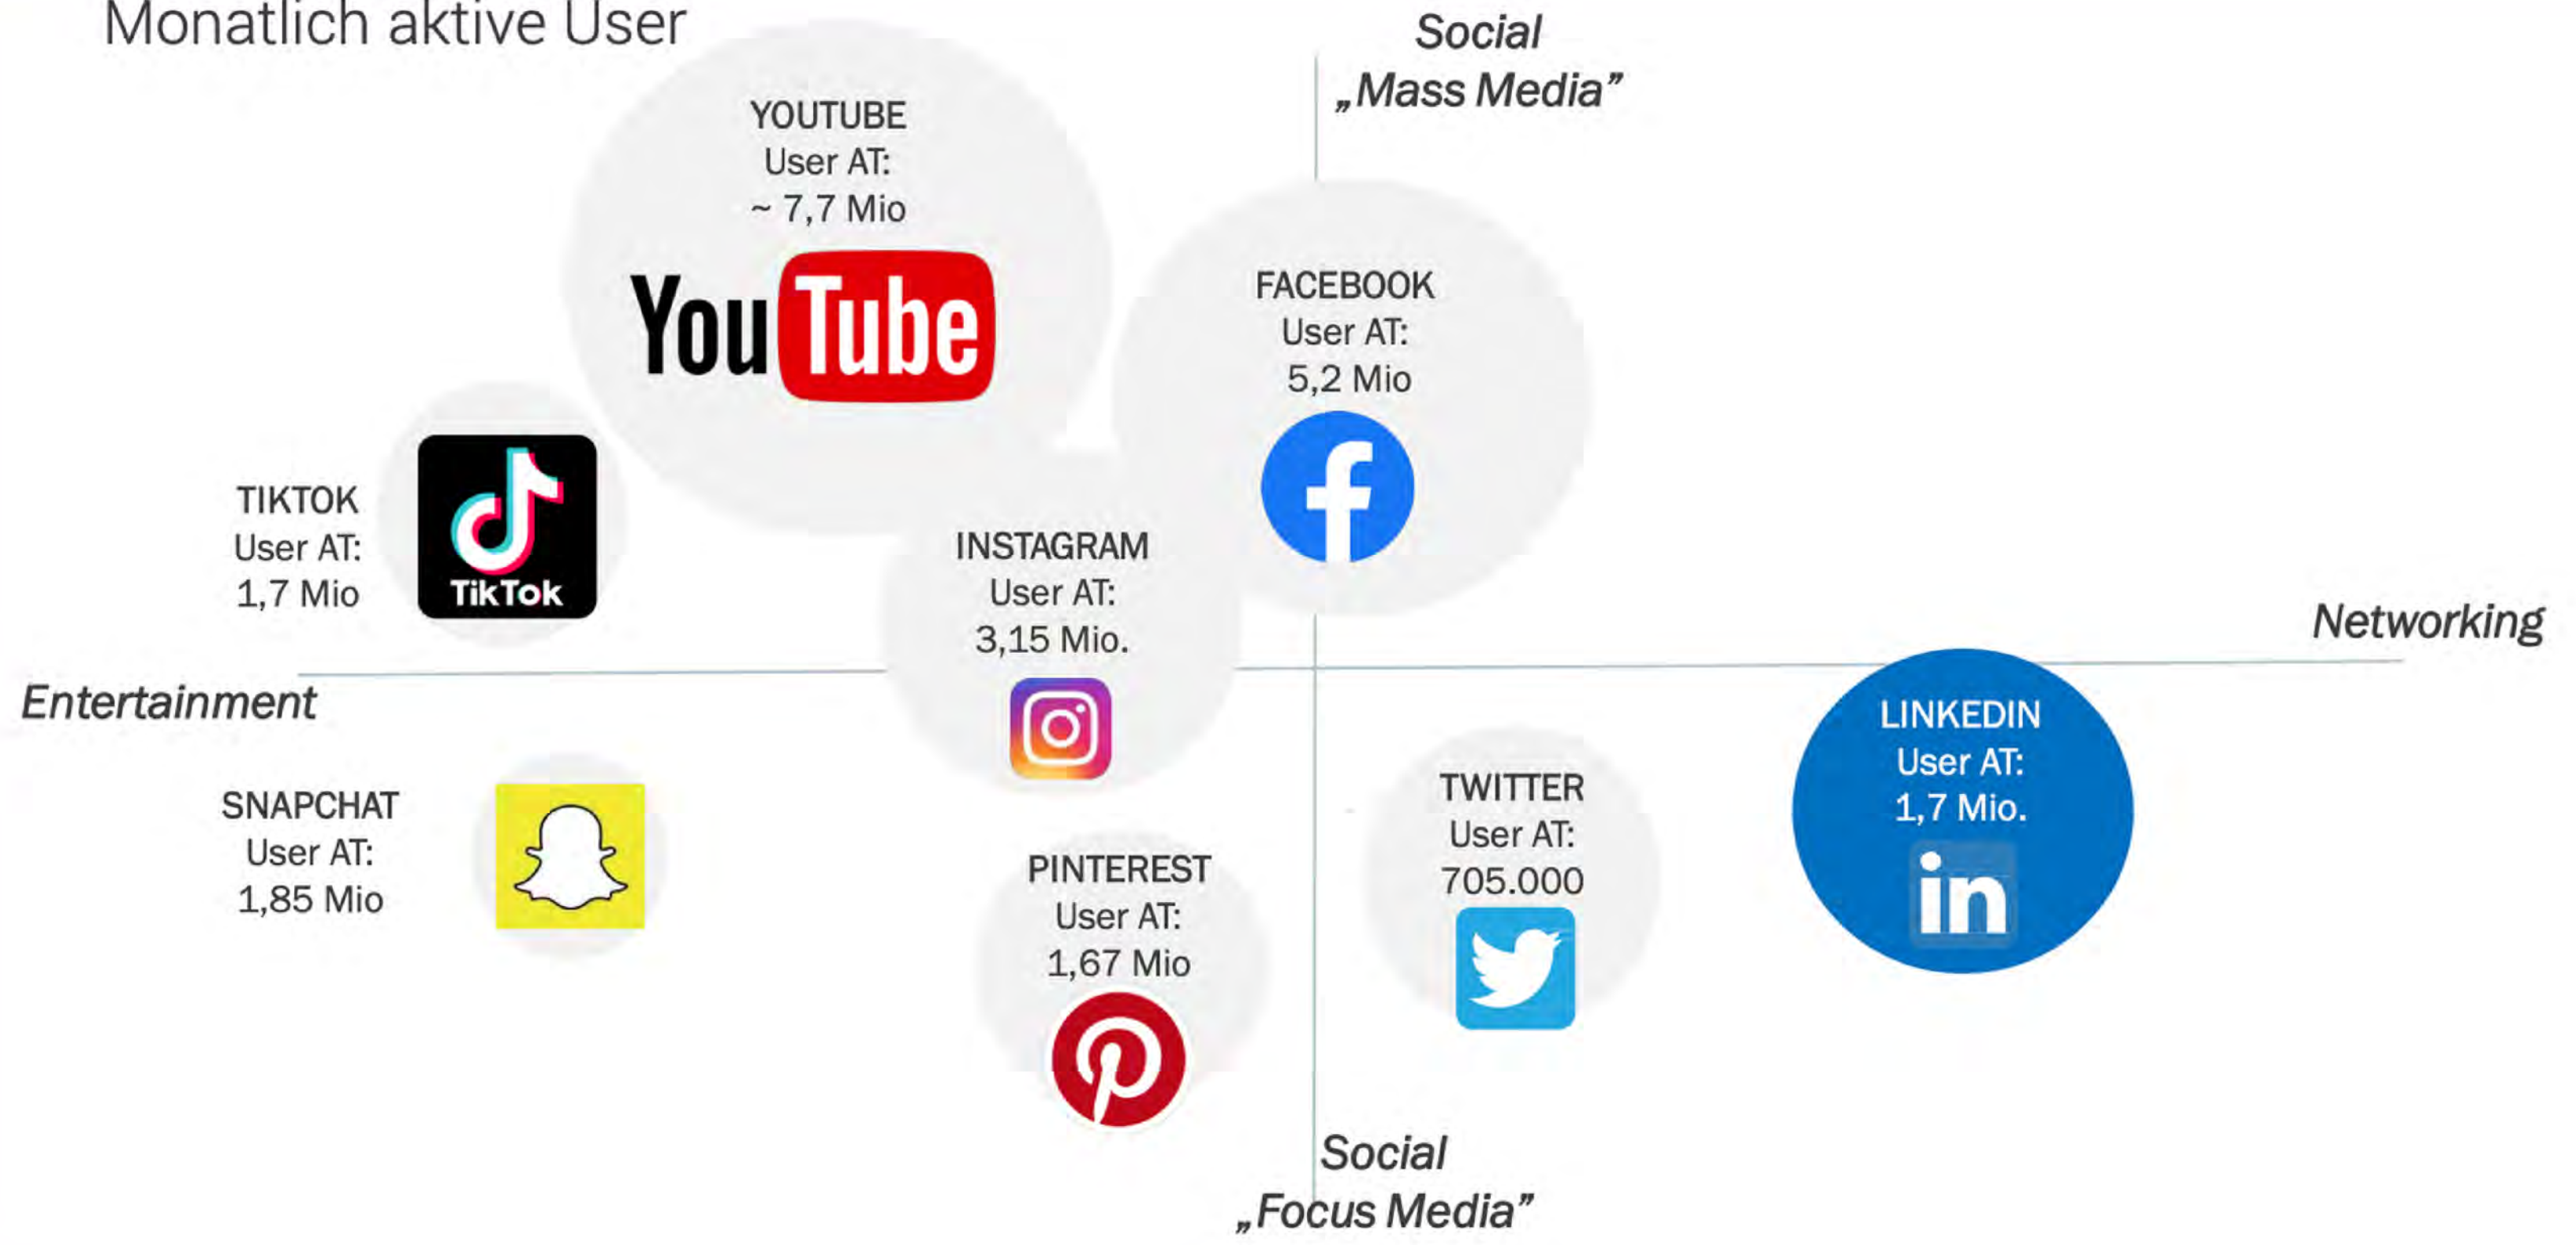 Monatlich aktive User
Social
„Mass Media”
YOUTUBE
User AT:
~ 7,7 Mio
YouTube
FACEBOOK
User AT:
5,2 Mio
f
TIKTOK
User AT:
1,7 Mio
TikTok
INSTAGRAM
User AT:
3,15 Mio.
Networking
Entertainment
LINKEDIN
User AT:
1,7 Mio.
in
SNAPCHAT
User AT:
1,85 Mio
TWITTER
User AT:
705.000
PINTEREST
User AT:
1,67 Mio
Social
„Focus Media”